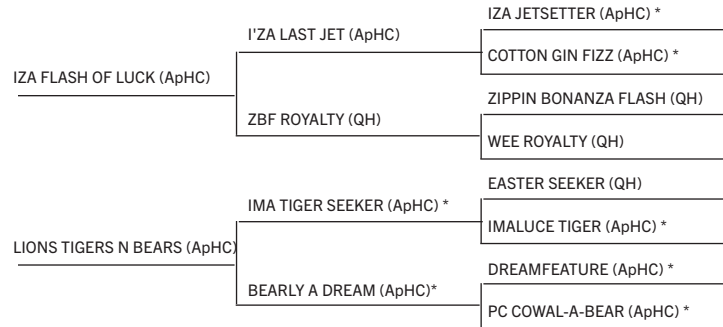 IZA JETSETTER (ApHC) *
I'ZA LAST JET (ApHC)
COTTON GIN FIZZ (ApHC) *
IZA FLASH OF LUCK (ApHC)
ZIPPIN BONANZA FLASH (QH)
ZBF ROYALTY (QH)
WEE ROYALTY (QH)
EASTER SEEKER (QH)
IMA TIGER SEEKER (ApHC) *
IMALUCE TIGER (ApHC) *
LIONS TIGERS N BEARS (ApHC)
DREAMFEATURE (ApHC) *
BEARLY A DREAM (ApHC)*
PC COWAL-A-BEAR (ApHC) *